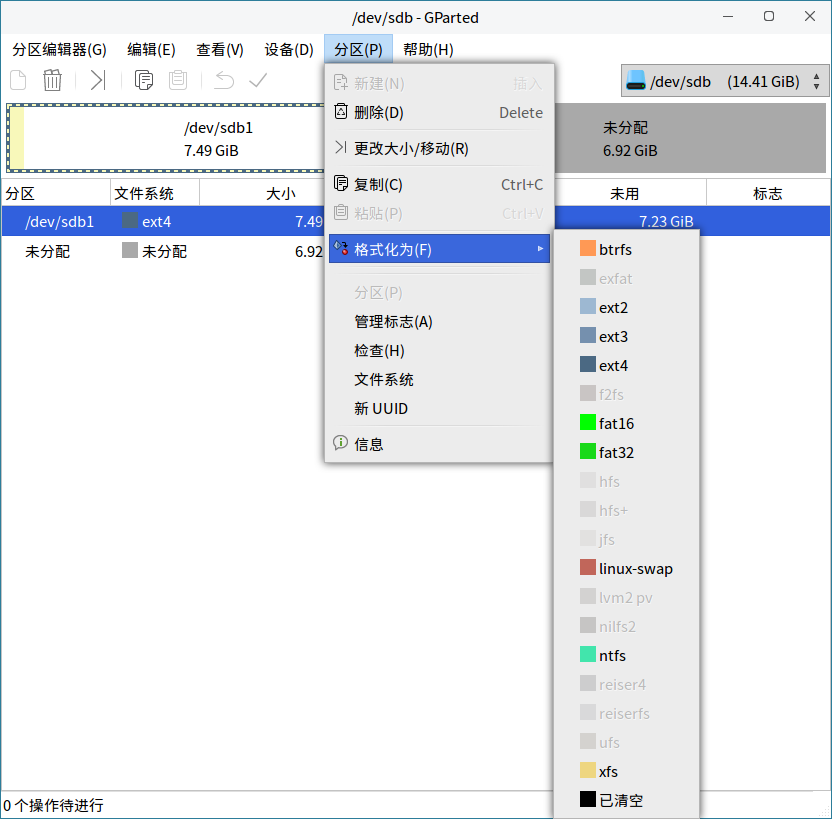 /dev/sdb - GParted
分区编辑器(G) 编辑(E) 查看(V) 设备(D) 分区(P) 帮助(H)
/dev/sdb (14.41 GiB)
/dev/sdb1
7.49 GiB
未分配
6.92 GiB
分区 文件系统 大小 未用 标志
/dev/sdb1 ext4 7.49 7.23 GiB
未分配 未分配 6.92
新建(N) 插入
删除(D) Delete
更改大小/移动(R)
复制(C) Ctrl+C
粘贴(P) Ctrl+V
格式化为(F)
分区(P)
管理标志(A)
检查(H)
文件系统
新 UUID
信息
btrfs
exfat
ext2
ext3
ext4
f2fs
fat16
fat32
hfs
hfs+
jfs
linux-swap
lvm2 pv
nilfs2
ntfs
reiser4
reiserfs
ufs
xfs
已清空
0 个操作待进行